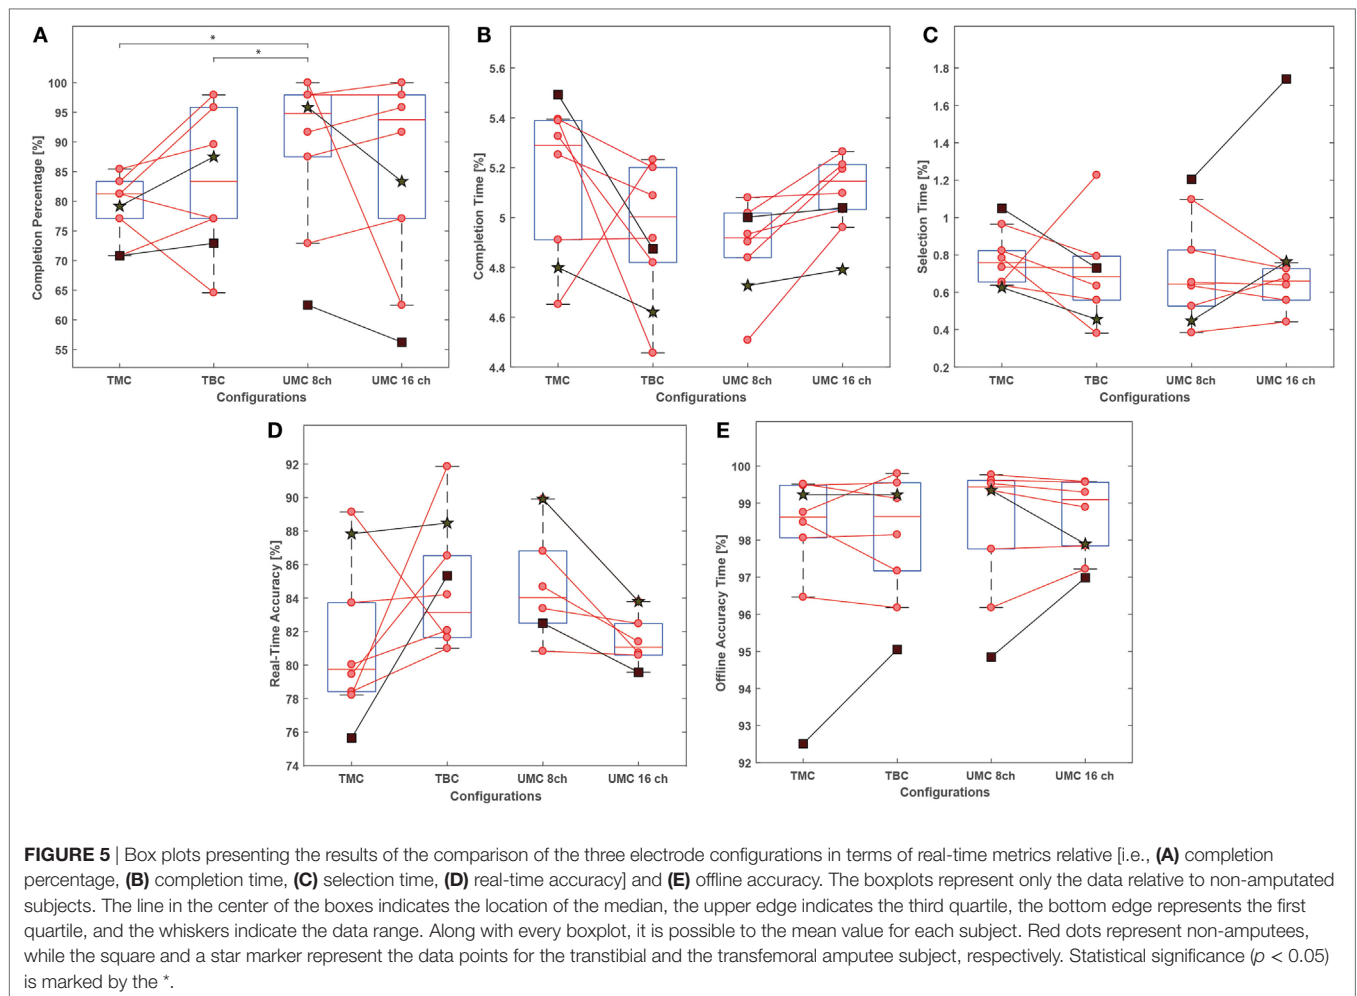 A
B
C
*
*
Completion Percentage [%]
100
95
90
85
80
75
70
65
60
55
TMC TBC UMC 8ch UMC 16 ch
Configurations
Completion Time [%]
5.6
5.4
5.2
5
4.8
4.6
4.4
TMC TBC UMC 8ch UMC 16 ch
Configurations
Selection Time [%]
1.8
1.6
1.4
1.2
1
0.8
0.6
0.4
0.2
TMC TBC UMC 8ch UMC 16 ch
Configurations
D
E
Real-Time Accuracy [%]
92
90
88
86
84
82
80
78
76
74
TMC TBC UMC 8ch UMC 16 ch
Configurations
Offline Accuracy Time [%]
100
99
98
97
96
95
94
93
92
TMC TBC UMC 8ch UMC 16 ch
Configurations
FIGURE 5 | Box plots presenting the results of the comparison of the three electrode configurations in terms of real-time metrics relative [i.e., (A) completion
percentage, (B) completion time, (C) selection time, (D) real-time accuracy] and (E) offline accuracy. The boxplots represent only the data relative to non-amputated
subjects. The line in the center of the boxes indicates the location of the median, the upper edge indicates the third quartile, the bottom edge represents the first
quartile, and the whiskers indicate the data range. Along with every boxplot, it is possible to the mean value for each subject. Red dots represent non-amputees,
while the square and a star marker represent the data points for the transtibial and the transfemoral amputee subject, respectively. Statistical significance (p < 0.05)
is marked by the *.